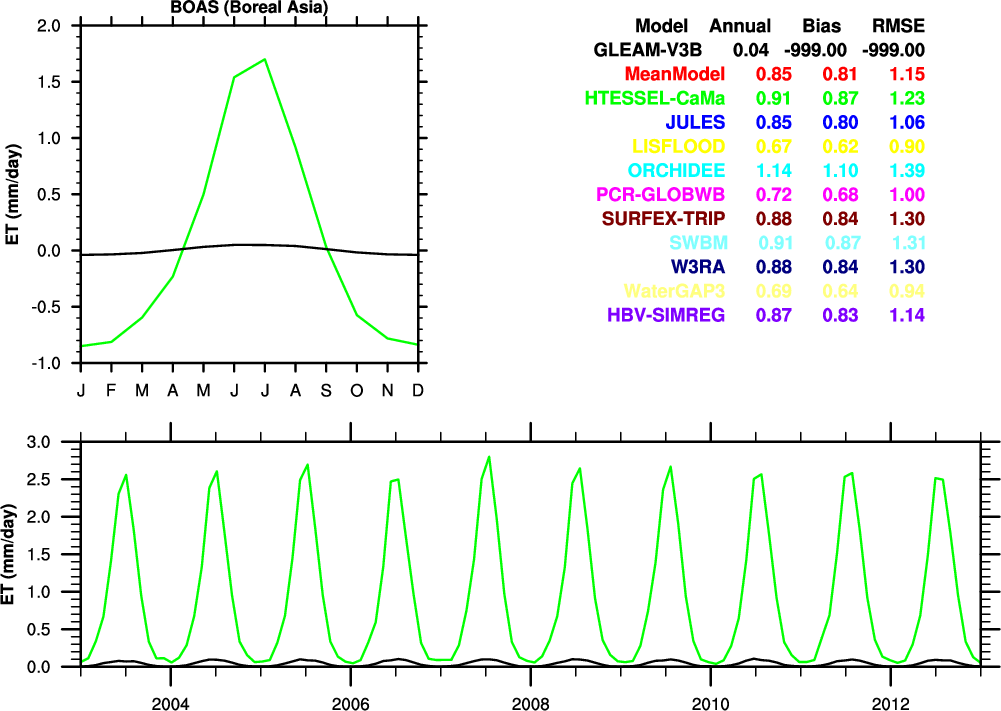 BOAS (Boreal Asia)
2.0
1.5
1.0
0.5
0.0
-0.5
-1.0
ET (mm/day)
J F M A M J J A S O N D
Model Annual Bias RMSE
GLEAM-V3B 0.04 -999.00 -999.00
MeanModel 0.85 0.81 1.15
HTESSEL-CaMa 0.91 0.87 1.23
JULES 0.85 0.80 1.06
LISFLOOD 0.67 0.62 0.90
ORCHIDEE 1.14 1.10 1.39
PCR-GLOBWB 0.72 0.68 1.00
SURFEX-TRIP 0.88 0.84 1.30
SWBM 0.91 0.87 1.31
W3RA 0.88 0.84 1.30
WaterGAP3 0.69 0.64 0.94
HBV-SIMREG 0.87 0.83 1.14
3.0
2.5
2.0
1.5
1.0
0.5
0.0
ET (mm/day)
2004 2006 2008 2010 2012